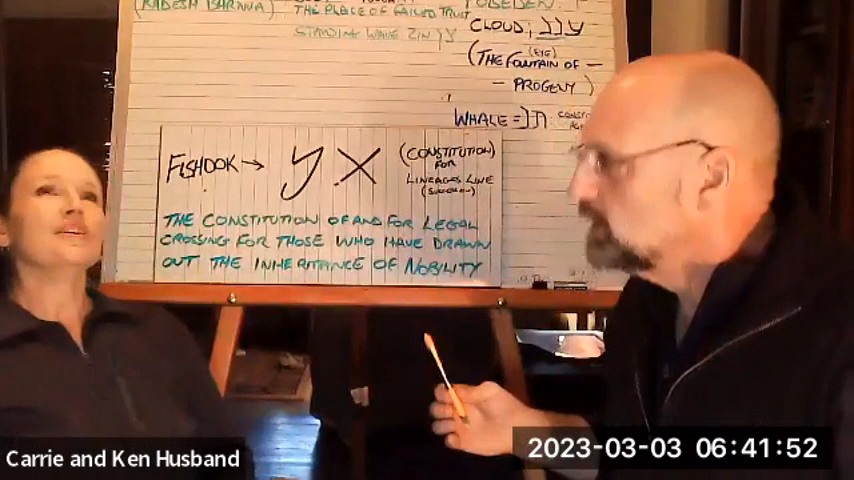 (KADESH BARNEA)
THE PLACE OF FAILED TRUST
STANDING WAVE ZIN
CLOUD;
(EYE)
(THE FOUNTAIN OF -
- PROGENY)
WHALE =
FISHOOK → (CONSTITUTION)
FOR
LINEAGES LINE
THE CONSTITUTION OF AND FOR LEGAL
CROSSING FOR THOSE WHO HAVE DRAWN
OUT THE INHERITANCE OF NOBILITY
Carrie and Ken Husband
2023-03-03 06:41:52